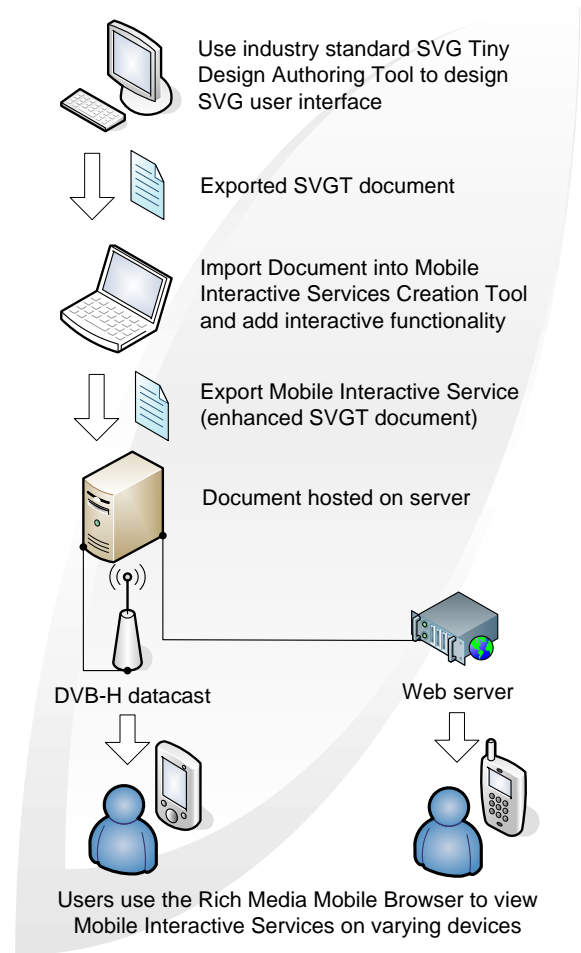 Use industry standard SVG Tiny
Design Authoring Tool to design
SVG user interface
Exported SVGT document
Import Document into Mobile
Interactive Services Creation Tool
and add interactive functionality
Export Mobile Interactive Service
(enhanced SVGT document)
Document hosted on server
DVB-H datacast
Web server
Users use the Rich Media Mobile Browser to view
Mobile Interactive Services on varying devices